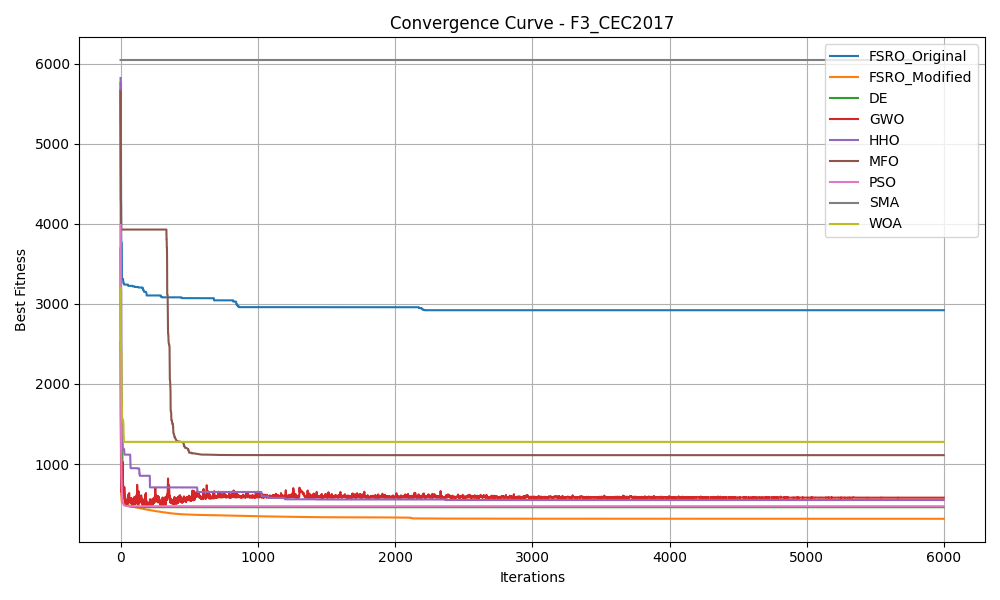 Convergence Curve - F3_CEC2017
Best Fitness
6000
5000
4000
3000
2000
1000
0
1000
2000
3000
4000
5000
6000
Iterations
FSRO_Original
FSRO_Modified
DE
GWO
HHO
MFO
PSO
SMA
WOA